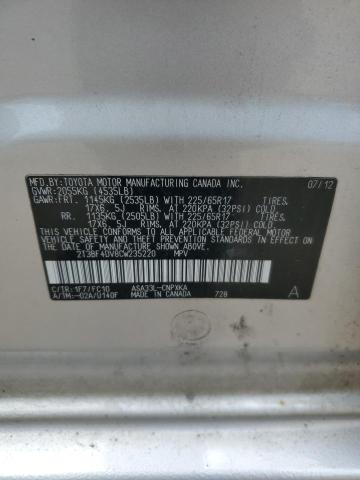 MFD.BY:TOYOTA MOTOR MANUFACTURING CANADA INC. 07/12
GVWR:2055KG (4535LB)
GAWR:FRT. 1145KG (2535LB) WITH 225/65R17 TIRES.
17X6.5J RIMS. AT 220KPA (32PSI) COLD
RR. 1135KG (2505LB) WITH 225/65R17 TIRES.
17X6.5J RIMS. AT 220KPA (32PSI) COLD
THIS VEHICLE CONFORMS TO ALL APPLICABLE
FEDERAL MOTOR VEHICLE SAFETY AND THEFT
PREVENTION STANDARDS IN EFFECT ON THE
DATE OF MANUFACTURE SHOWN ABOVE.
2T3BF4DV8CW235220 MPV
C/TR:1F7/FC10 ASA33L-CNPXKA
A/TM:-02A/U140F MADE IN CANADA 728 A